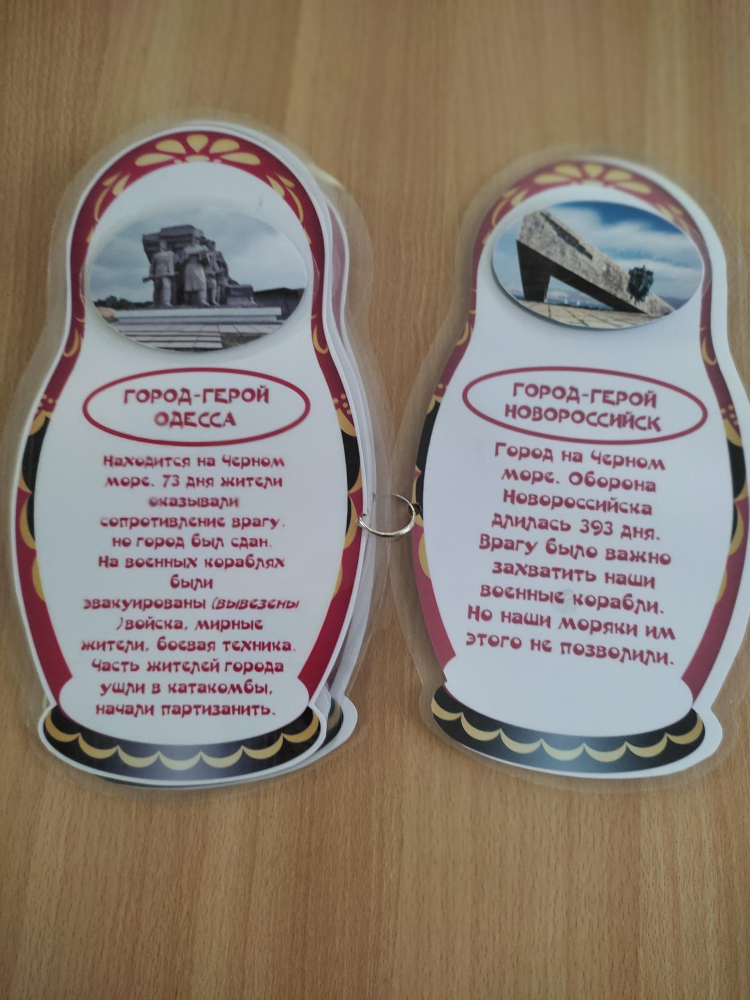 ГОРОД-ГЕРОЙ
ОДЕССА
Находится на Черном
море. 73 дня жители
оказывали
сопротивление врагу.
но город был сдан.
На военных кораблях
были
эвакуированы (вывезены
)войска, мирные
жители, боевая техника.
Часть жителей города
ушли в катакомбы,
начали партизанить.
ГОРОД-ГЕРОЙ
НОВОРОССИЙСК
Город на Черном
море. Оборона
Новороссийска
длилась 393 дня.
Врагу было важно
захватить наши
военные корабли.
Но наши моряки им
этого не позволили.